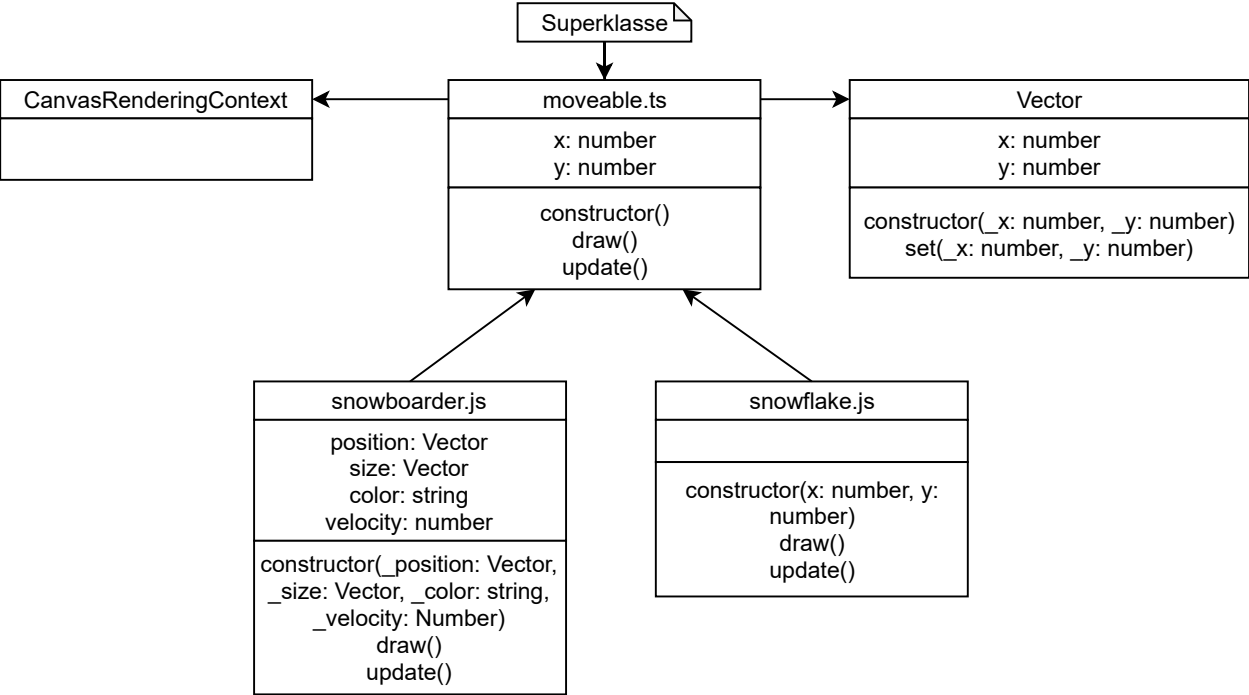 Superklasse
CanvasRenderingContext
moveable.ts
x: number
y: number
constructor()
draw()
update()
Vector
x: number
y: number
constructor(_x: number, _y: number)
set(_x: number, _y: number)
snowboarder.js
position: Vector
size: Vector
color: string
velocity: number
constructor(_position: Vector,
_size: Vector, _color: string,
_velocity: Number)
draw()
update()
snowflake.js
constructor(x: number, y:
number)
draw()
update()